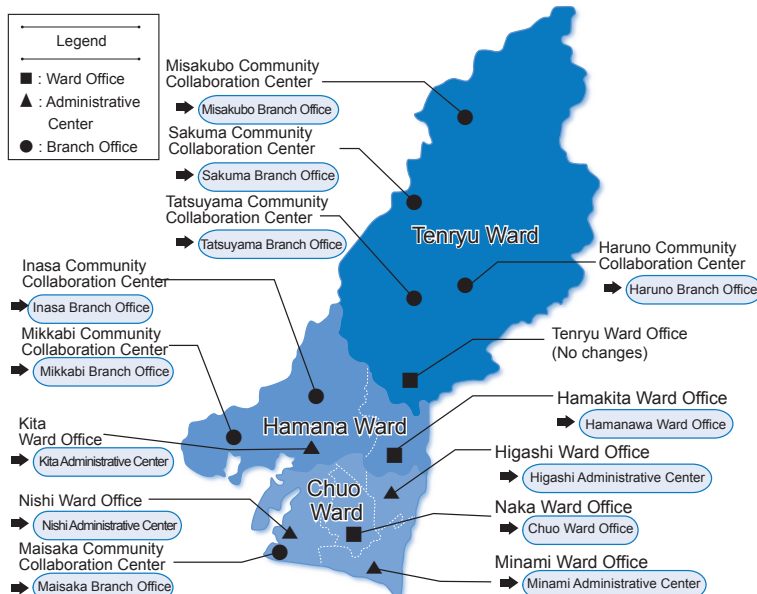 Legend
■ : Ward Office
▲ : Administrative
Center
● : Branch Office
Misakubo Community
Collaboration Center
Misakubo Branch Office
Sakuma Community
Collaboration Center
Sakuma Branch Office
Tatsuyama Community
Collaboration Center
Tatsuyama Branch Office
Tenryu Ward
Haruno Community
Collaboration Center
Haruno Branch Office
Inasa Community
Collaboration Center
Inasa Branch Office
Mikkabi Community
Collaboration Center
Mikkabi Branch Office
Tenryu Ward Office
(No changes)
Hamakita Ward Office
Hamanawa Ward Office
Hamana Ward
Kita
Ward Office
Kita Administrative Center
Higashi Ward Office
Higashi Administrative Center
Chuo
Ward
Nishi Ward Office
Nishi Administrative Center
Naka Ward Office
Chuo Ward Office
Maisaka Community
Collaboration Center
Maisaka Branch Office
Minami Ward Office
Minami Administrative Center